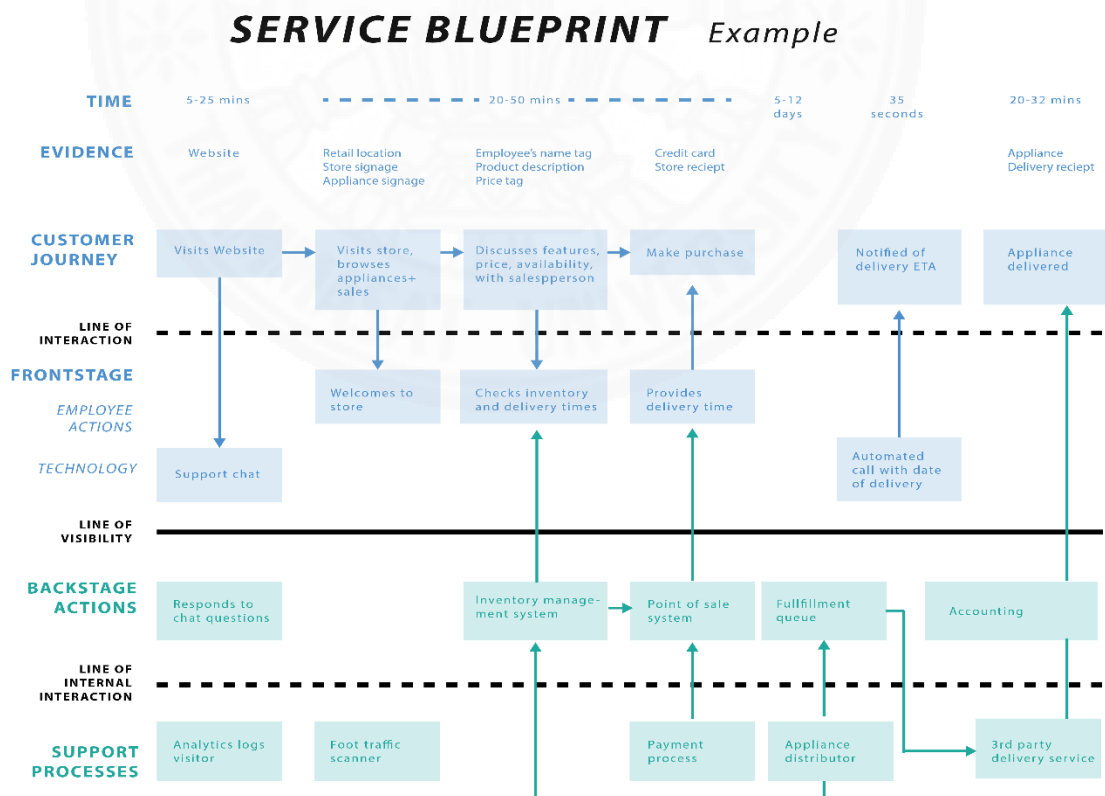 SERVICE BLUEPRINT Example
TIME
5-25 mins
20-50 mins
5-12
days
35
seconds
20-32 mins
EVIDENCE
Website
Retail location
Store signage
Appliance signage
Employee's name tag
Product description
Price tag
Credit card
Store reciept
Appliance
Delivery reciept
CUSTOMER
JOURNEY
Visits Website
Visits store,
browses
appliances+
sales
Discusses features,
price, availability,
with salespperson
Make purchase
Notified of
delivery ETA
Appliance
delivered
LINE OF
INTERACTION
FRONTSTAGE
EMPLOYEE
ACTIONS
Welcomes to
store
Checks inventory
and delivery times
Provides
delivery time
TECHNOLOGY
Support chat
Automated
call with date
of delivery
LINE OF
VISIBILITY
BACKSTAGE
ACTIONS
Responds to
chat questions
Inventory manage-
ment system
Point of sale
system
Fullfillment
queue
Accounting
LINE OF
INTERNAL
INTERACTION
SUPPORT
PROCESSES
Analytics logs
visitor
Foot traffic
scanner
Payment
process
Appliance
distributor
3rd party
delivery service